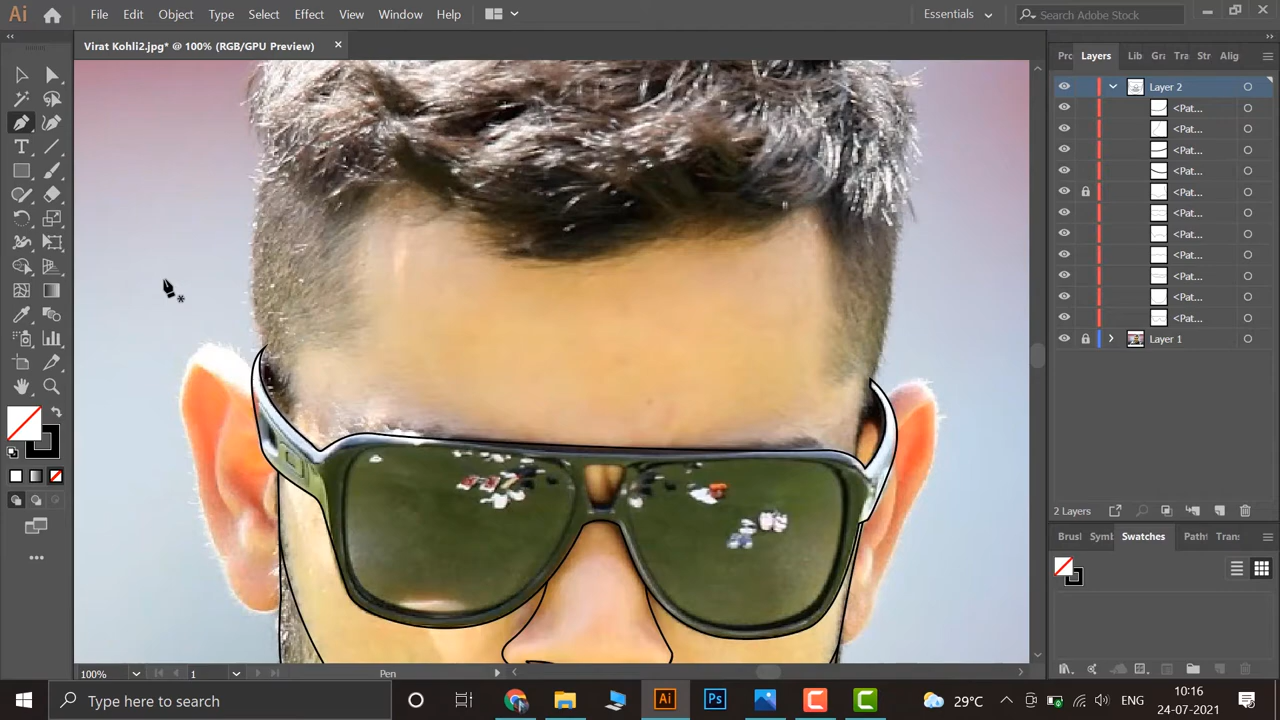 Ai File Edit Object Type Select Effect View Window Help Essentials Search Adobe Stock
Virat Kohli2.jpg* @ 100% (RGB/GPU Preview)
Layers Lib Gr Tra Str Alig
Layer 2
<Pat...
<Pat...
<Pat...
<Pat...
<Pat...
<Pat...
<Pat...
<Pat...
<Pat...
<Pat...
<Pat...
Layer 1
2 Layers
Brusl Symb Swatches Path Trans
100% 1 Pen
Type here to search
Ai Ps 29°C ENG 10:16
24-07-2021